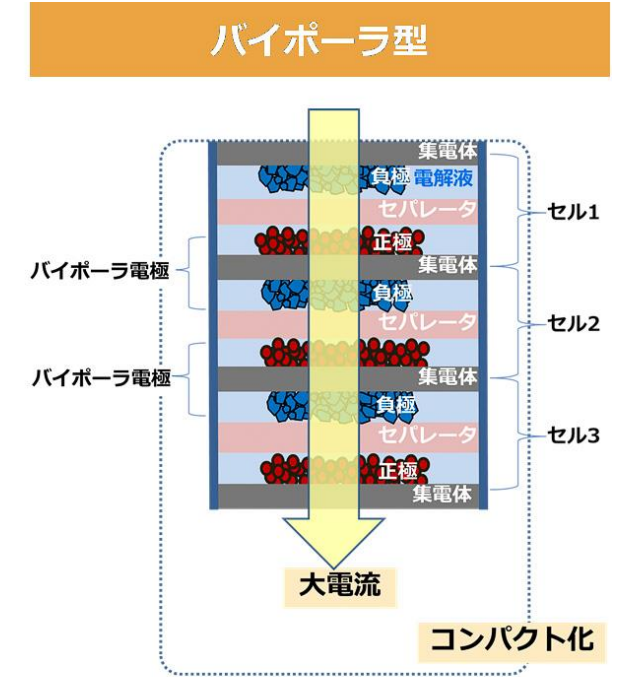 バイポーラ型
集電体
負極 電解液
セパレータ
セル1
正極
バイポーラ電極
集電体
負極
セパレータ
セル2
バイポーラ電極
集電体
負極
セパレータ
セル3
正極
集電体
大電流
コンパクト化